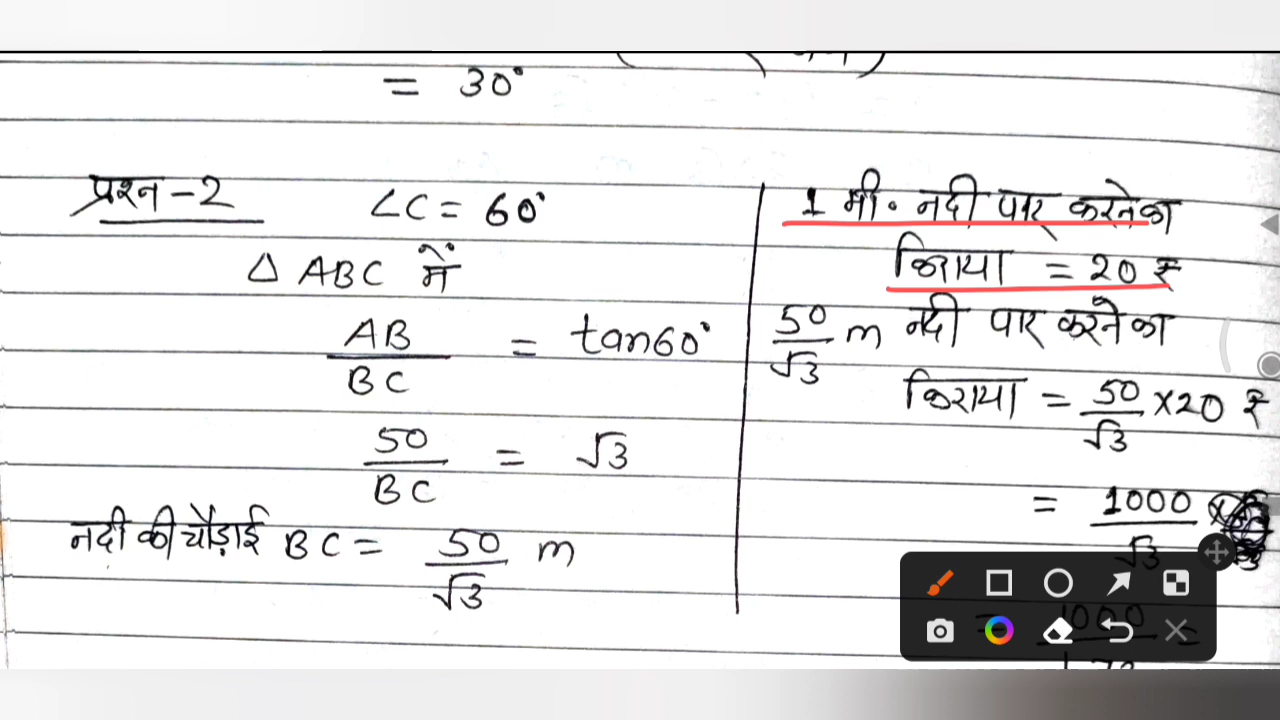 = 30°
प्रश्न-2 ∠C = 60°
Δ ABC में
AB/BC = tan60°
50/BC = √3
नदी की चौड़ाई BC = 50/√3 m
1 मी. नदी पार करने का
किराया = 20 ₹
50/√3 m नदी पार करने का
किराया = 50/√3 ×20 ₹
= 1000/√3
= 1000